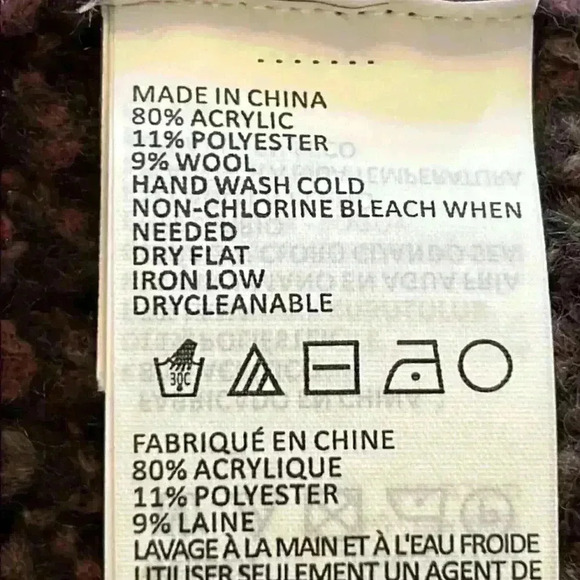 MADE IN CHINA
80% ACRYLIC
11% POLYESTER
9% WOOL
HAND WASH COLD
NON-CHLORINE BLEACH WHEN
NEEDED
DRY FLAT
IRON LOW
DRYCLEANABLE
30C
FABRIQUÉ EN CHINE
80% ACRYLIQUE
11% POLYESTER
9% LAINE
LAVAGE À LA MAIN ET À L'EAU FROIDE
UTILISER SEULEMENT UN AGENT DE